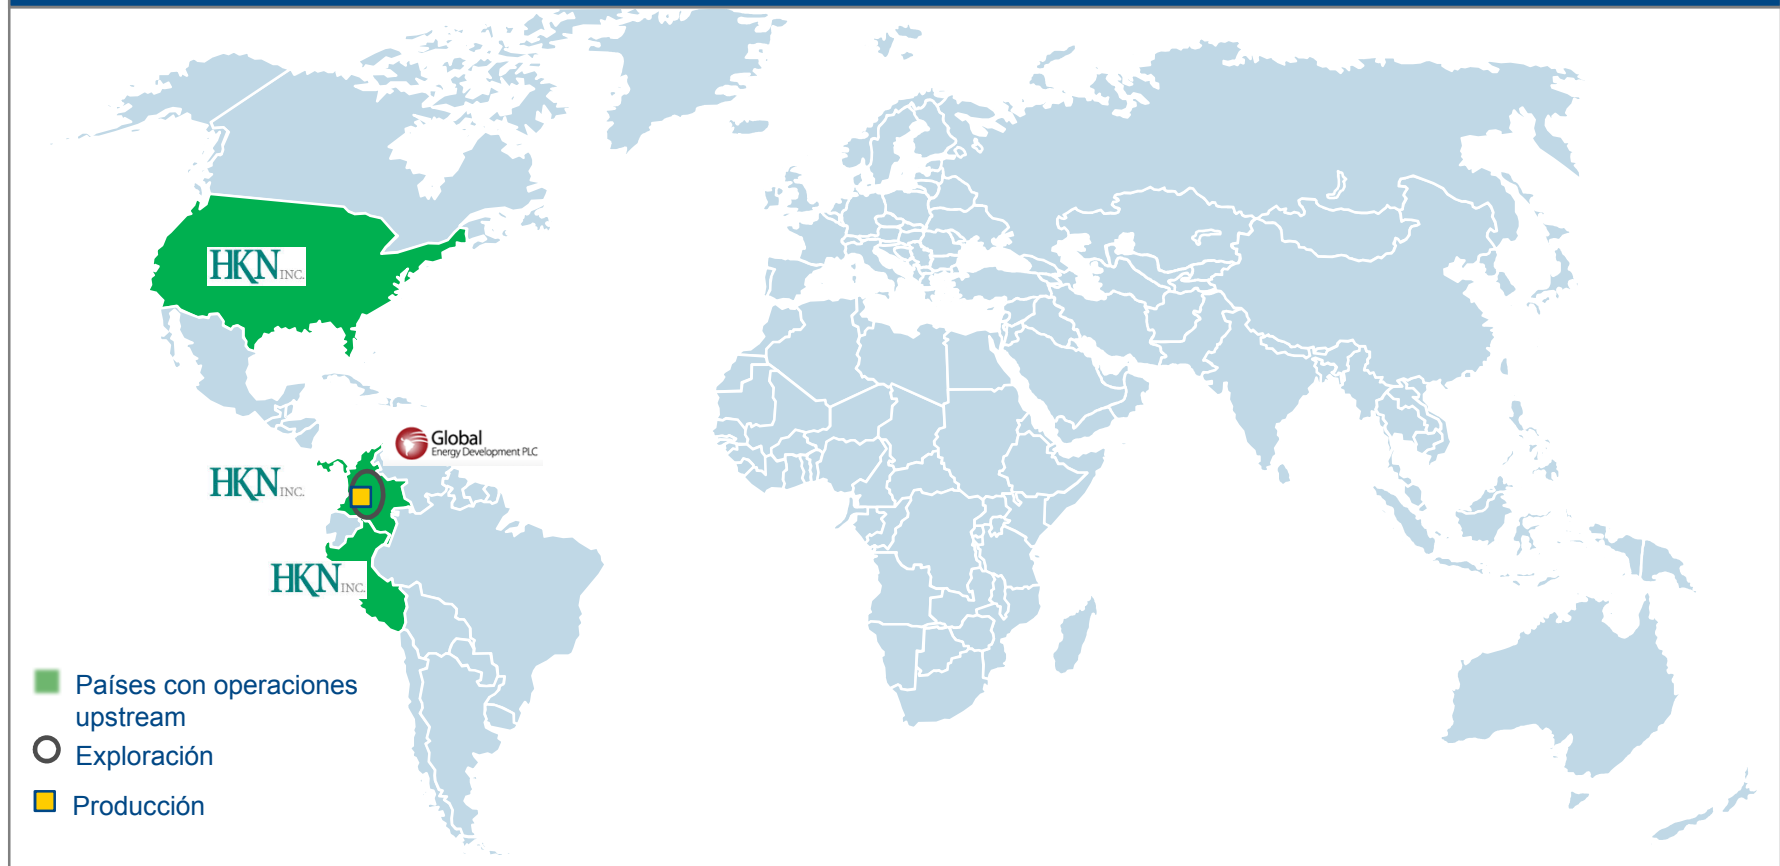 HKN INC.
Global
Energy Development PLC
HKN INC.
HKN INC.
Países con operaciones
upstream
Exploración
Producción